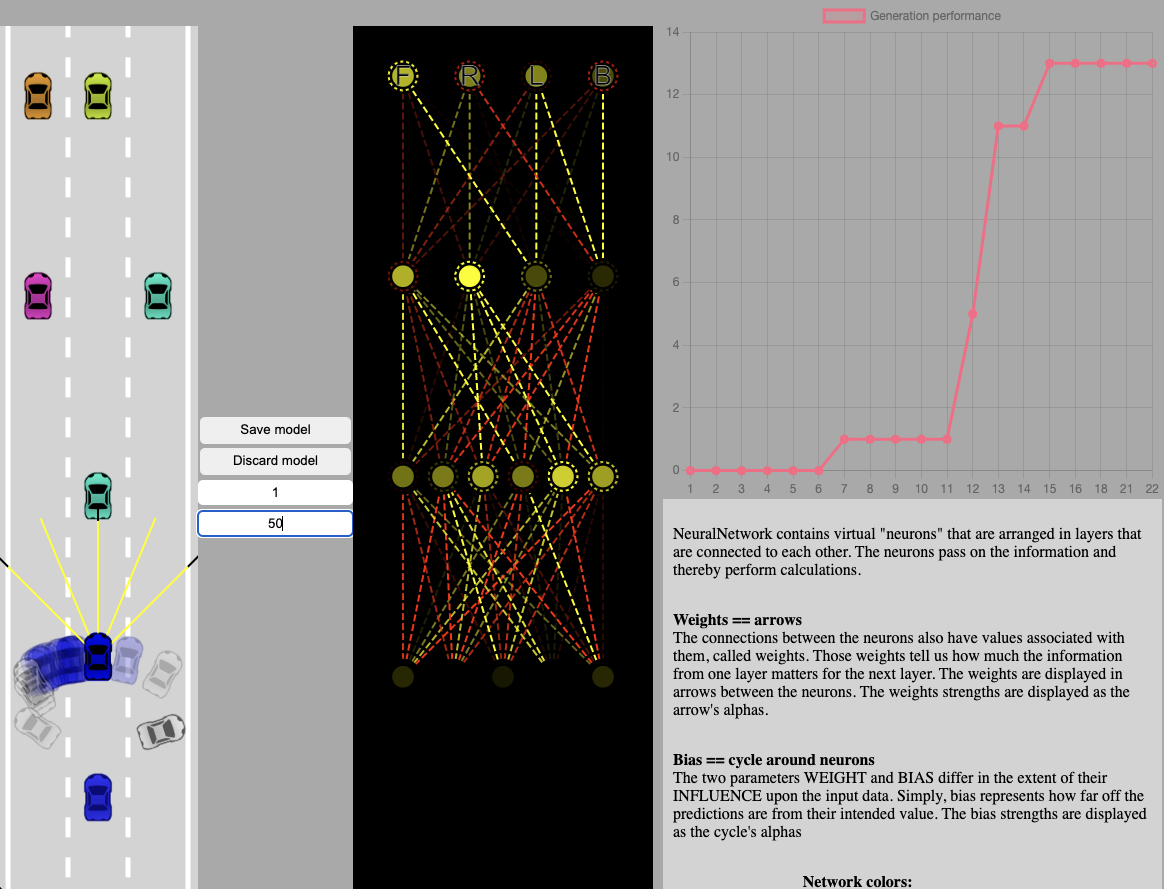 Generation performance
14
12
10
8
6
4
2
0
1 2 3 4 5 6 7 8 9 10 11 12 13 14 15 16 18 21 22
F R L B
Save model
Discard model
1
50
NeuralNetwork contains virtual "neurons" that are arranged in layers that
are connected to each other. The neurons pass on the information and
thereby perform calculations.
Weights == arrows
The connections between the neurons also have values associated with
them, called weights. Those weights tell us how much the information
from one layer matters for the next layer. The weights are displayed in
arrows between the neurons. The weights strengths are displayed as the
arrow's alphas.
Bias == cycle around neurons
The two parameters WEIGHT and BIAS differ in the extent of their
INFLUENCE upon the input data. Simply, bias represents how far off the
predictions are from their intended value. The bias strengths are displayed
as the cycle's alphas
Network colors: